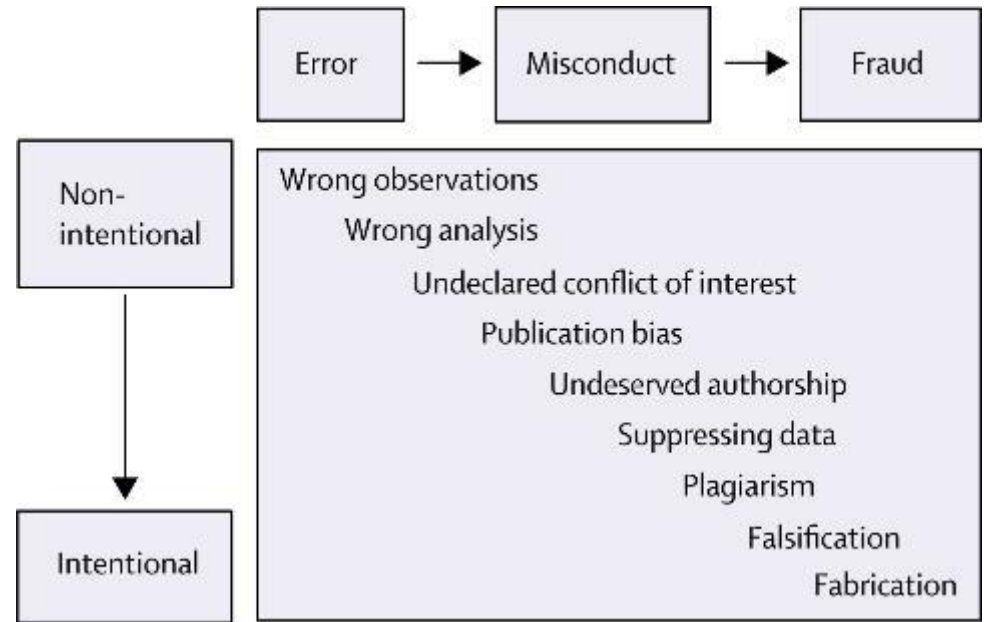 Error
Misconduct
Fraud
Non-
intentional
Intentional
Wrong observations
Wrong analysis
Undeclared conflict of interest
Publication bias
Undeserved authorship
Suppressing data
Plagiarism
Falsification
Fabrication